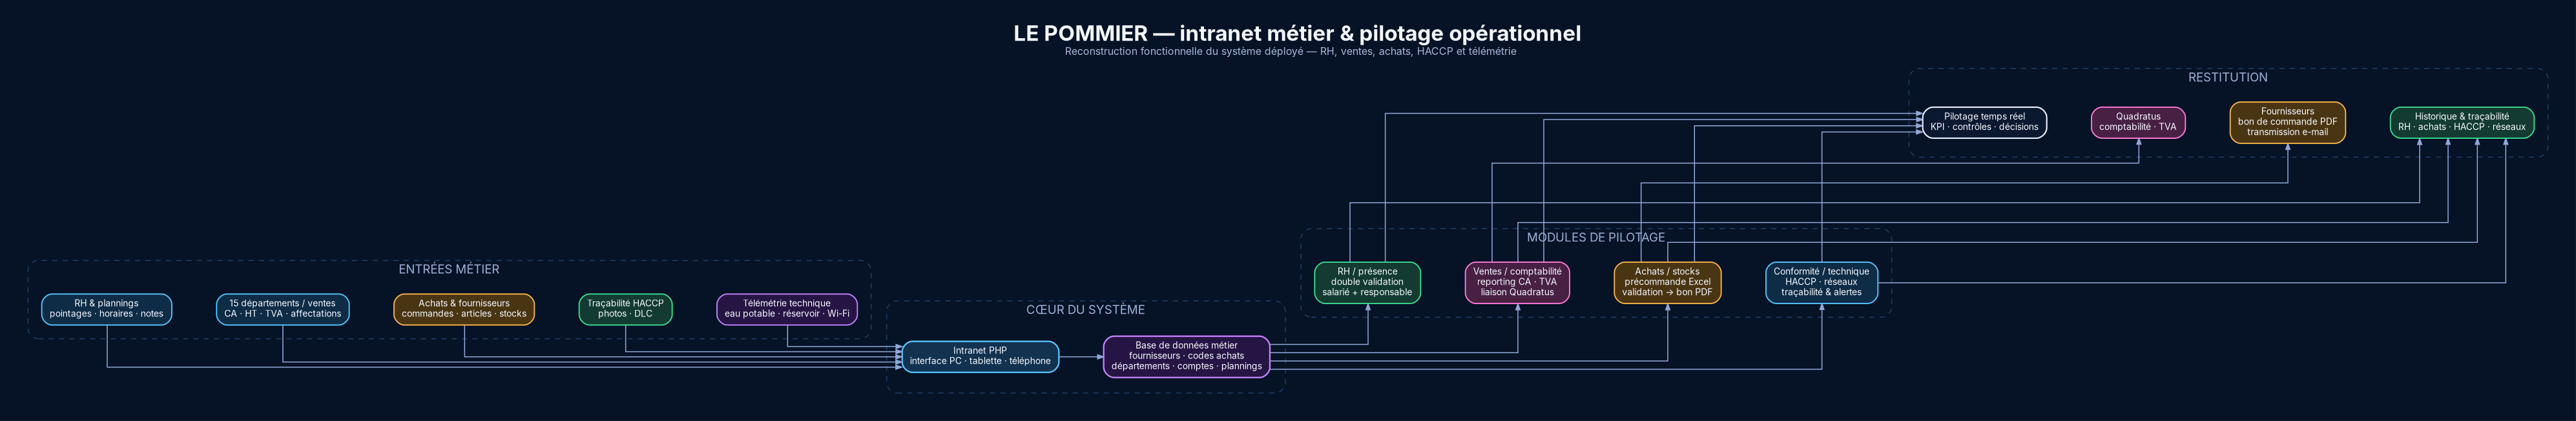 LE POMMIER — intranet métier & pilotage opérationnel
Reconstruction fonctionnelle du système déployé — RH, ventes, achats, HACCP et télémétrie
ENTRÉES MÉTIER
RH & plannings
pointages · horaires · notes
15 départements / ventes
CA · HT · TVA · affectations
Achats & fournisseurs
commandes · articles · stocks
Traçabilité HACCP
photos · DLC
Télémétrie technique
eau potable · réservoir · Wi-Fi
CŒUR DU SYSTÈME
Intranet PHP
interface PC · tablette · téléphone
Base de données métier
fournisseurs · codes achats
départements · comptes · plannings
MODULES DE PILOTAGE
RH / présence
double validation
salarié + responsable
Ventes / comptabilité
reporting CA · TVA
liaison Quadratus
Achats / stocks
précommande Excel
validation → bon PDF
Conformité / technique
HACCP · réseaux
traçabilité & alertes
RESTITUTION
Pilotage temps réel
KPI · contrôles · décisions
Quadratus
comptabilité · TVA
Fournisseurs
bon de commande PDF
transmission e-mail
Historique & traçabilité
RH · achats · HACCP · réseaux